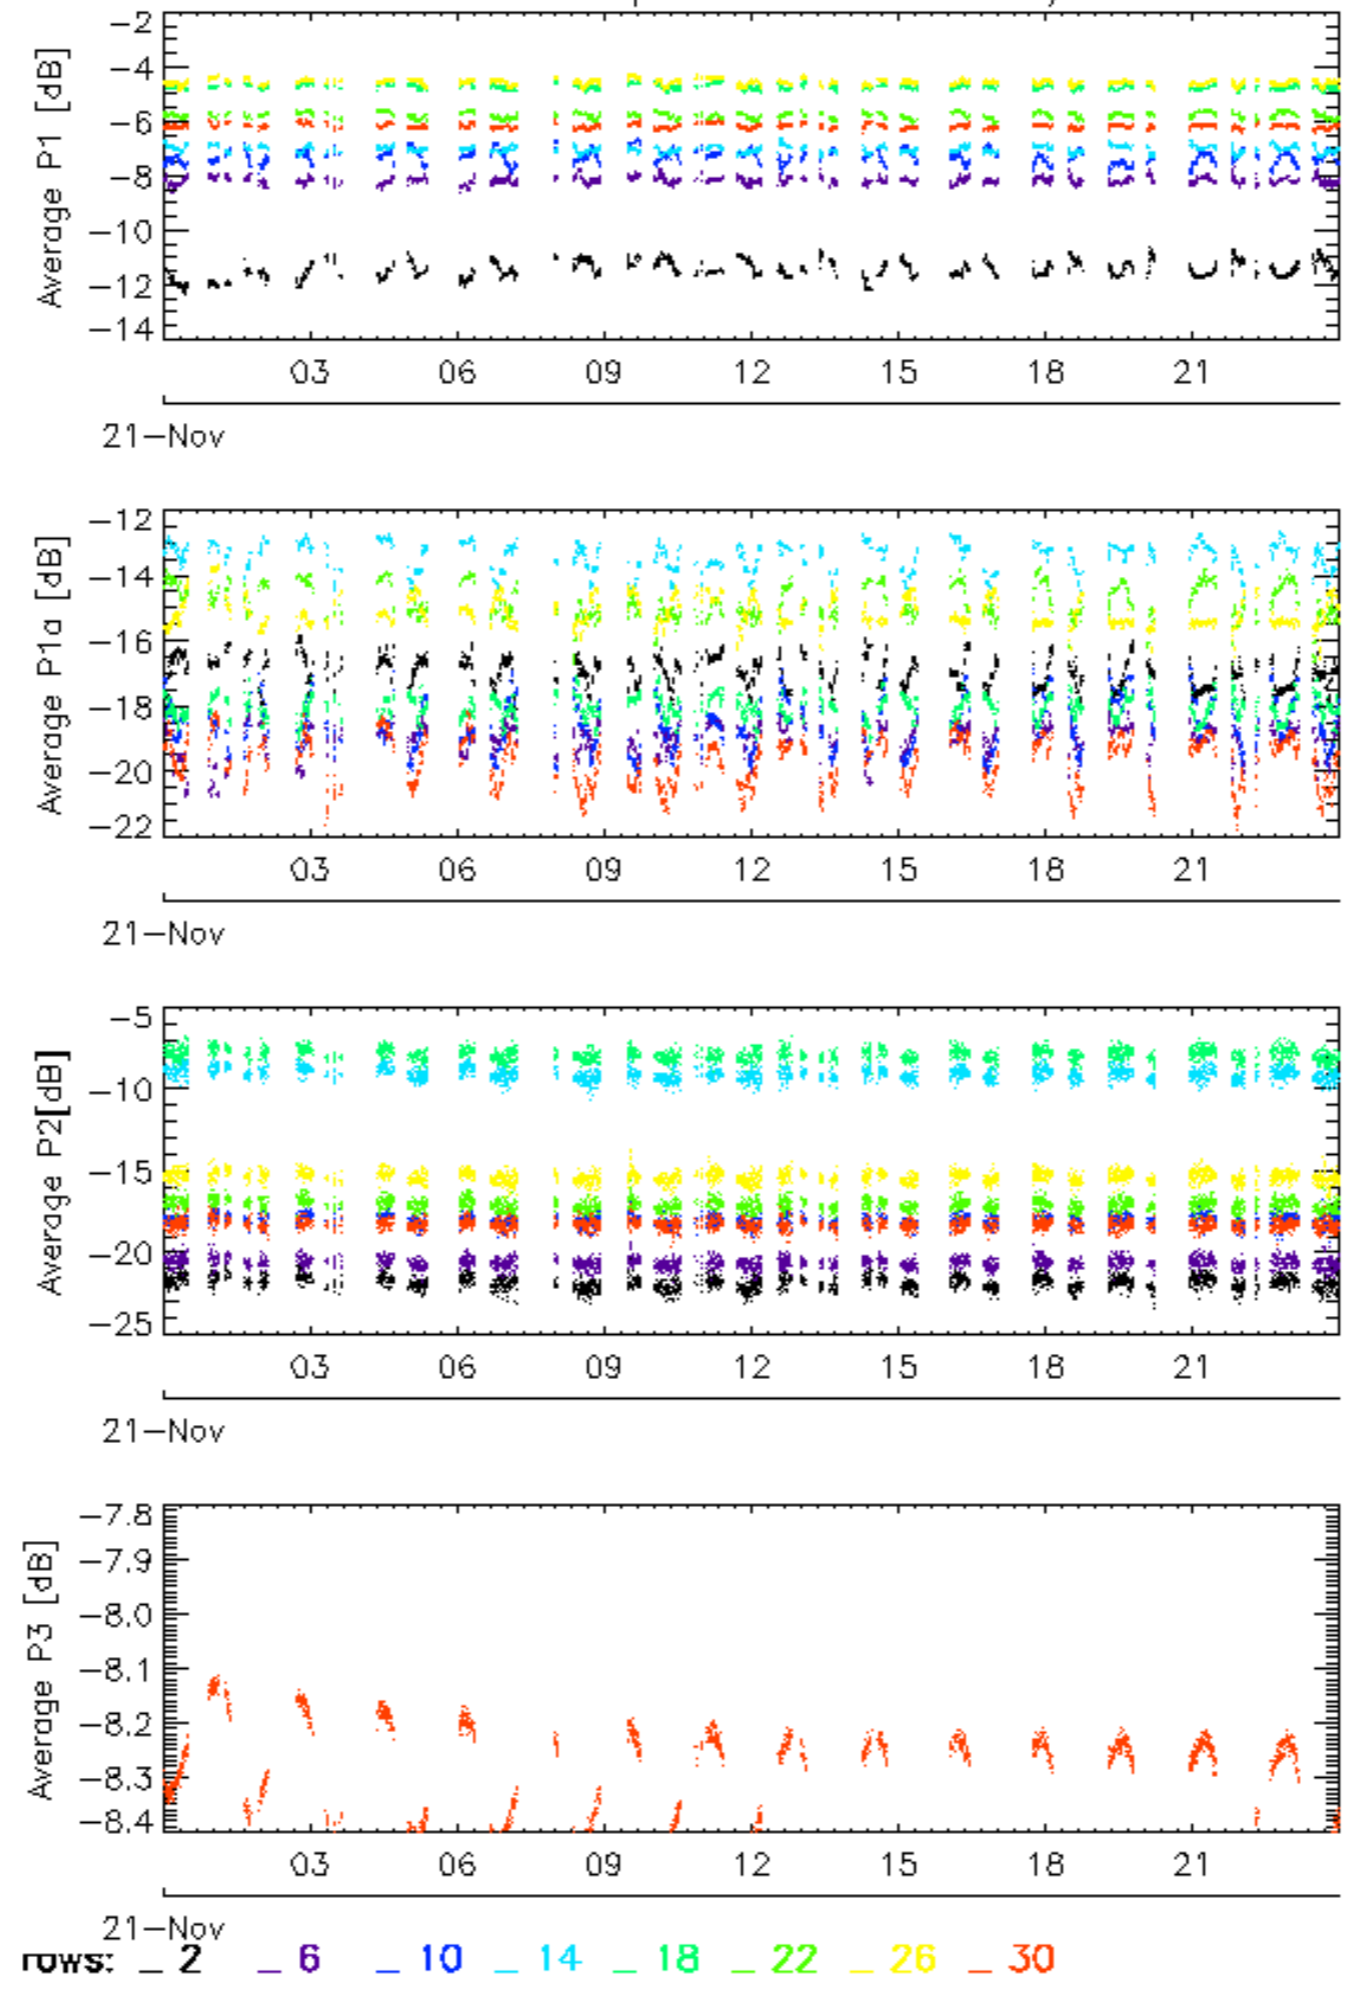 Average P1 [dB]
-2
-4
-6
-8
-10
-12
-14
03 06 09 12 15 18 21
21-Nov
Average P1a [dB]
-12
-14
-16
-18
-20
-22
03 06 09 12 15 18 21
21-Nov
Average P2[dB]
-5
-10
-15
-20
-25
03 06 09 12 15 18 21
21-Nov
Average P3 [dB]
-7.8
-7.9
-8.0
-8.1
-8.2
-8.3
-8.4
03 06 09 12 15 18 21
21-Nov
rows: _ 2 _ 6 _ 10 _ 14 _ 18 _ 22 _ 26 _ 30